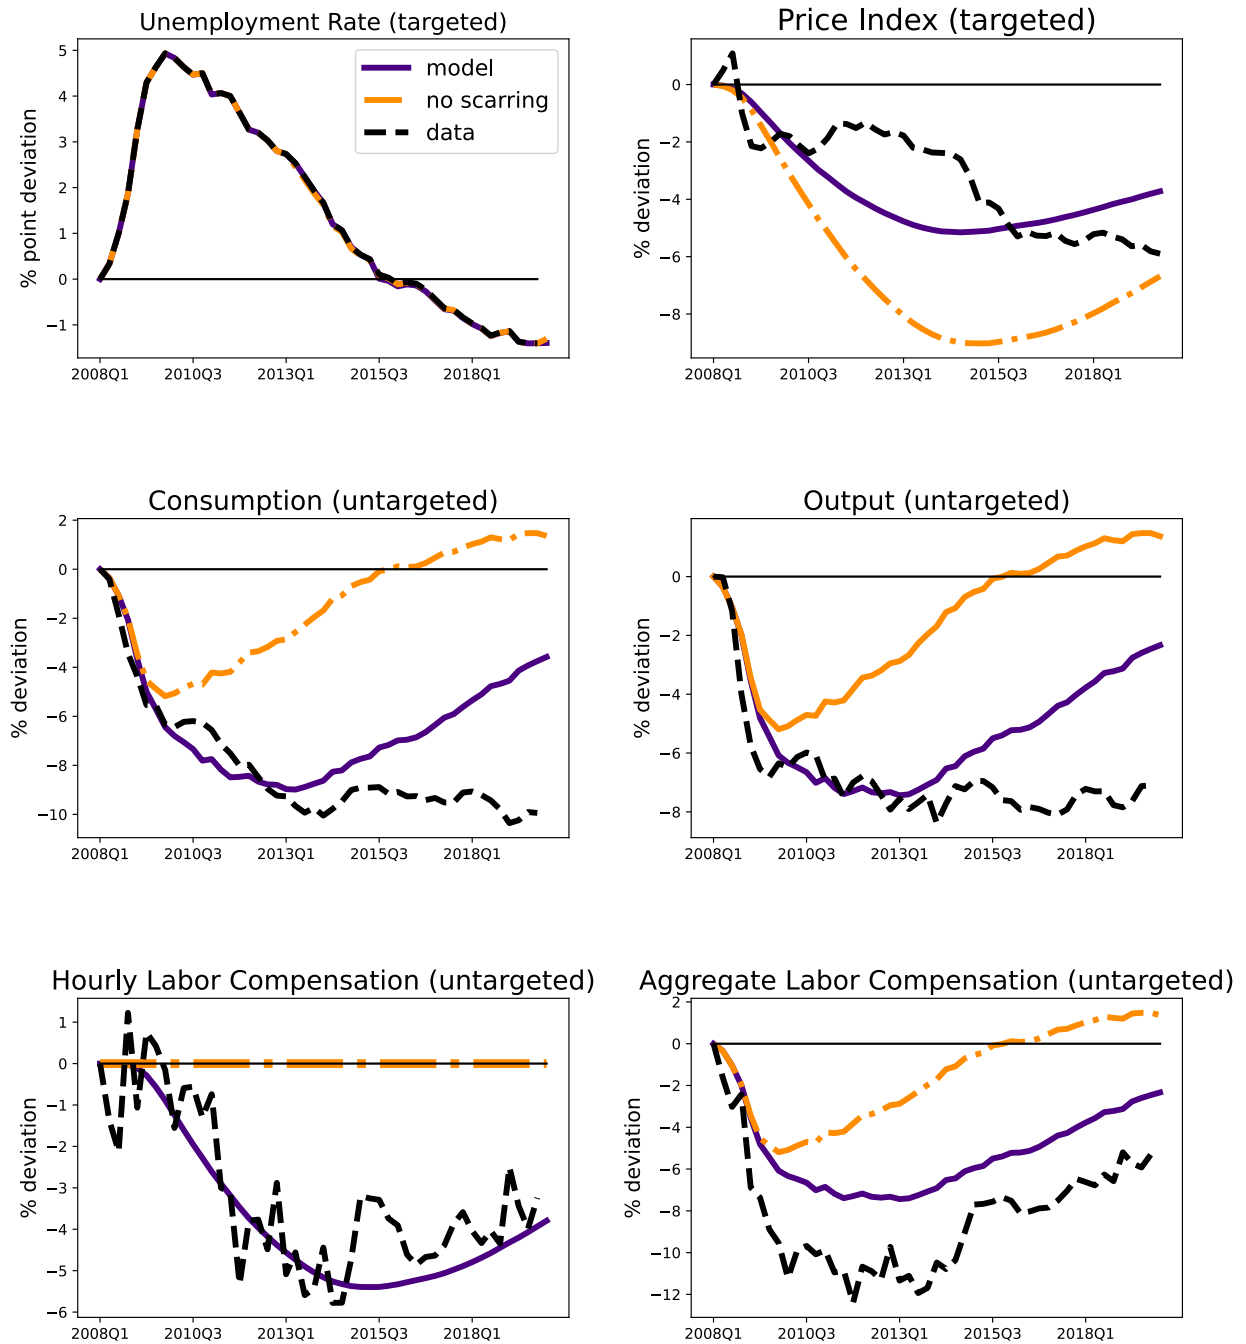 Unemployment Rate (targeted)
% point deviation
5
4
3
2
1
0
−1
model
no scarring
data
2008Q1 2010Q3 2013Q1 2015Q3 2018Q1
Price Index (targeted)
% deviation
0
−2
−4
−6
−8
2008Q1 2010Q3 2013Q1 2015Q3 2018Q1
Consumption (untargeted)
% deviation
2
0
−2
−4
−6
−8
−10
2008Q1 2010Q3 2013Q1 2015Q3 2018Q1
Output (untargeted)
% deviation
0
−2
−4
−6
−8
2008Q1 2010Q3 2013Q1 2015Q3 2018Q1
Hourly Labor Compensation (untargeted)
% deviation
1
0
−1
−2
−3
−4
−5
−6
2008Q1 2010Q3 2013Q1 2015Q3 2018Q1
Aggregate Labor Compensation (untargeted)
% deviation
2
0
−2
−4
−6
−8
−10
−12
2008Q1 2010Q3 2013Q1 2015Q3 2018Q1